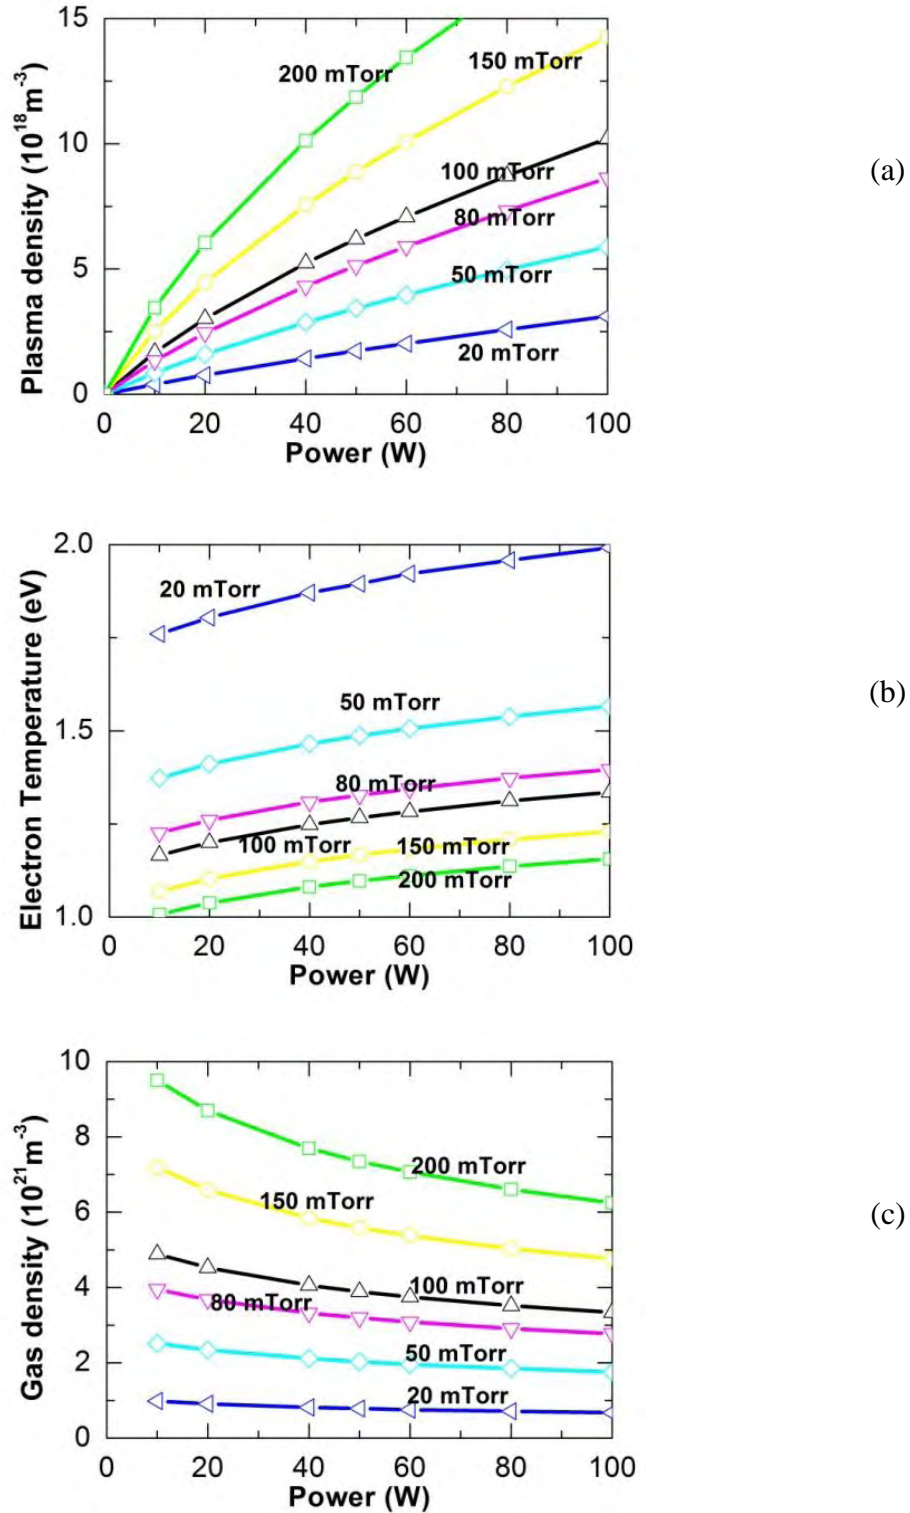 15
10
5
0
Plasma density (10^18 m^-3)
200 mTorr
150 mTorr
100 mTorr
80 mTorr
50 mTorr
20 mTorr
0 20 40 60 80 100
Power (W)
(a)
2.0
1.5
1.0
Electron Temperature (eV)
20 mTorr
50 mTorr
80 mTorr
100 mTorr
150 mTorr
200 mTorr
0 20 40 60 80 100
Power (W)
(b)
10
8
6
4
2
0
Gas density (10^21 m^-3)
200 mTorr
150 mTorr
100 mTorr
80 mTorr
50 mTorr
20 mTorr
0 20 40 60 80 100
Power (W)
(c)